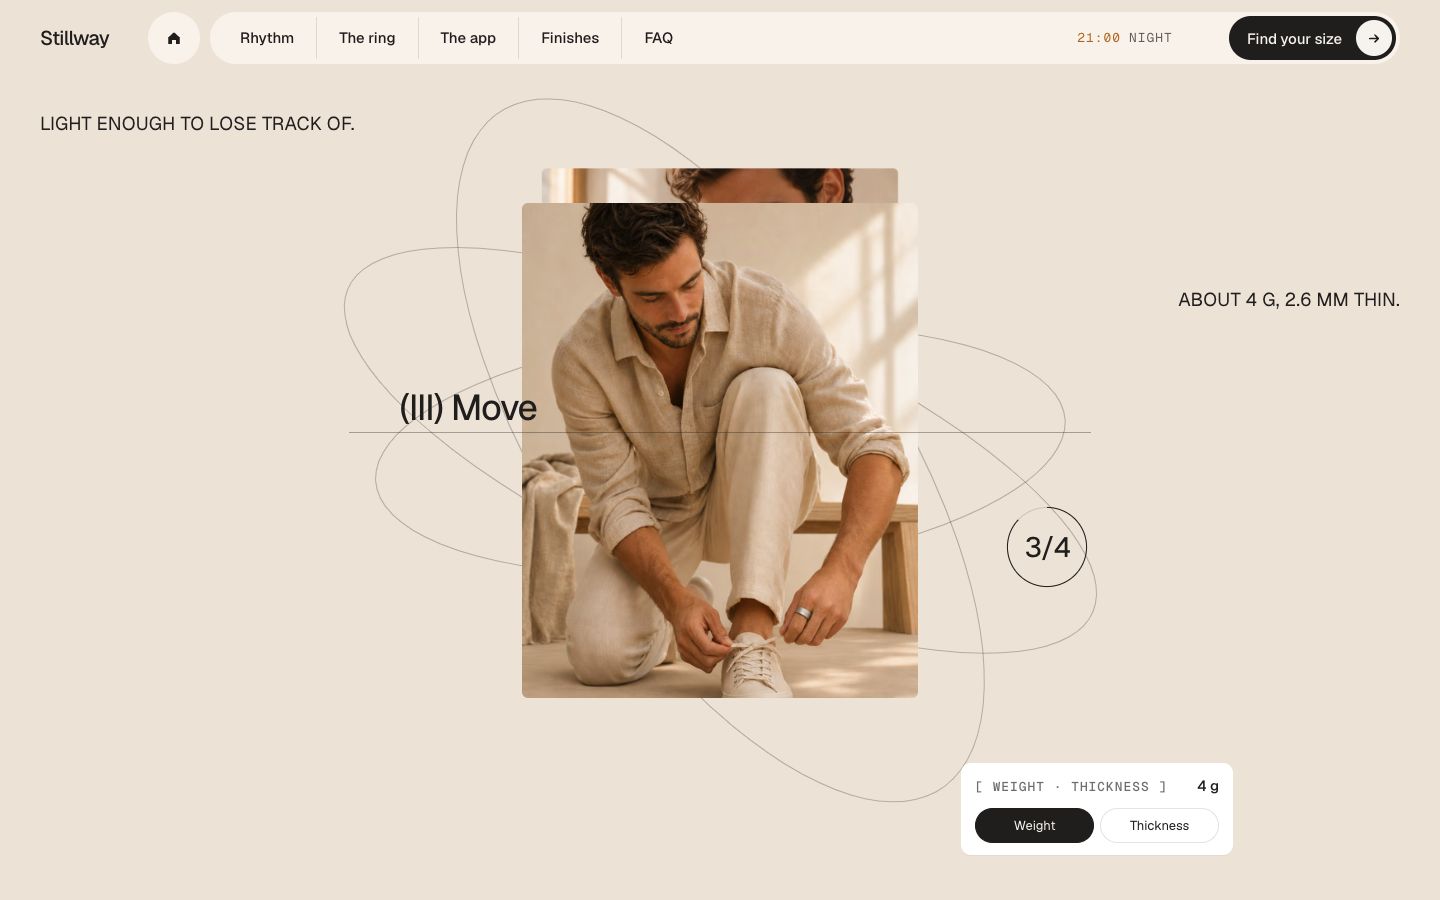 Stillway
Rhythm
The ring
The app
Finishes
FAQ
21:00 NIGHT
Find your size
LIGHT ENOUGH TO LOSE TRACK OF.
ABOUT 4 G, 2.6 MM THIN.
(III) Move
3/4
[ WEIGHT · THICKNESS ]
4 g
Weight
Thickness